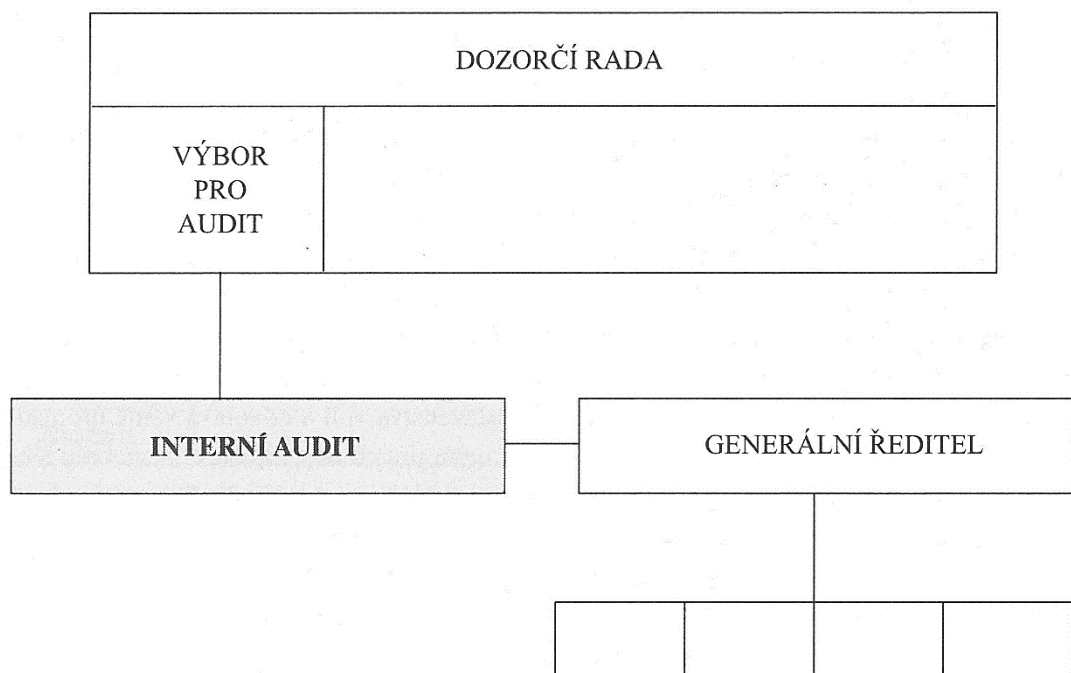 DOZORČÍ RADA
VÝBOR
PRO
AUDIT
INTERNÍ AUDIT
GENERÁLNÍ ŘEDITEL